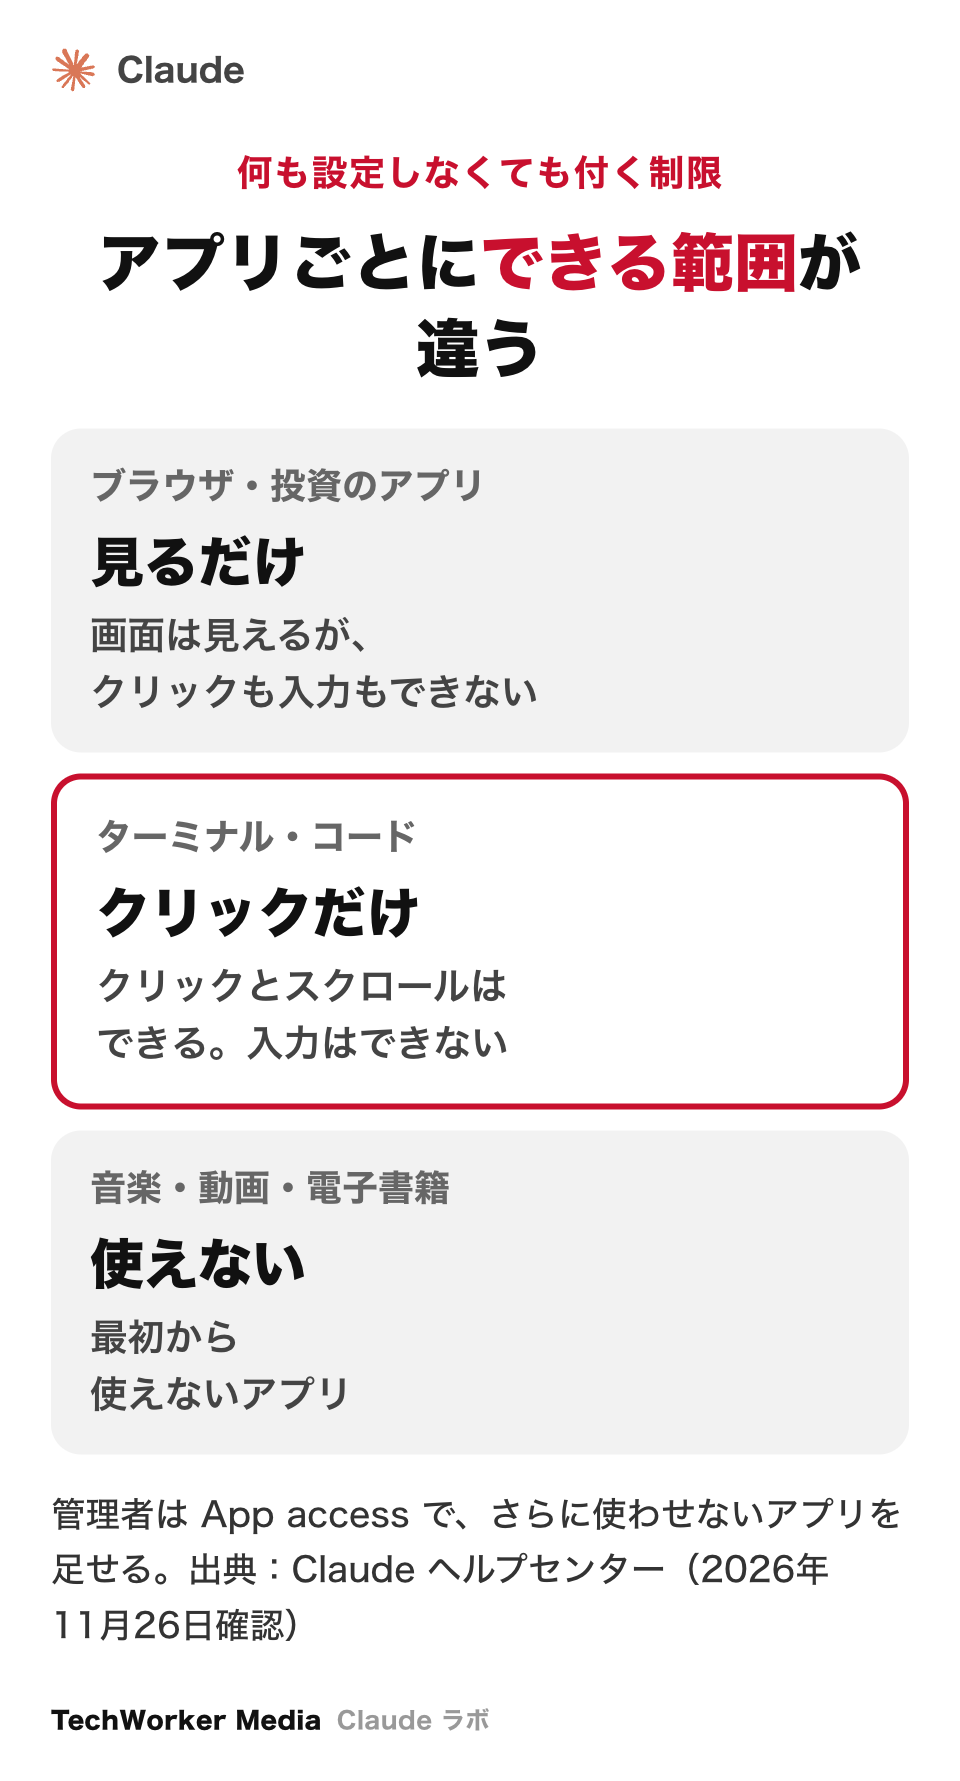 Claude
何も設定しなくても付く制限
アプリごとにできる範囲が
違う
ブラウザ・投資のアプリ
見るだけ
画面は見えるが、
クリックも入力もできない
ターミナル・コード
クリックだけ
クリックとスクロールは
できる。入力はできない
音楽・動画・電子書籍
使えない
最初から
使えないアプリ
管理者は App access で、さらに使わせないアプリを
足せる。出典：Claude ヘルプセンター（2026年
11月26日確認）
TechWorker Media Claude ラボ